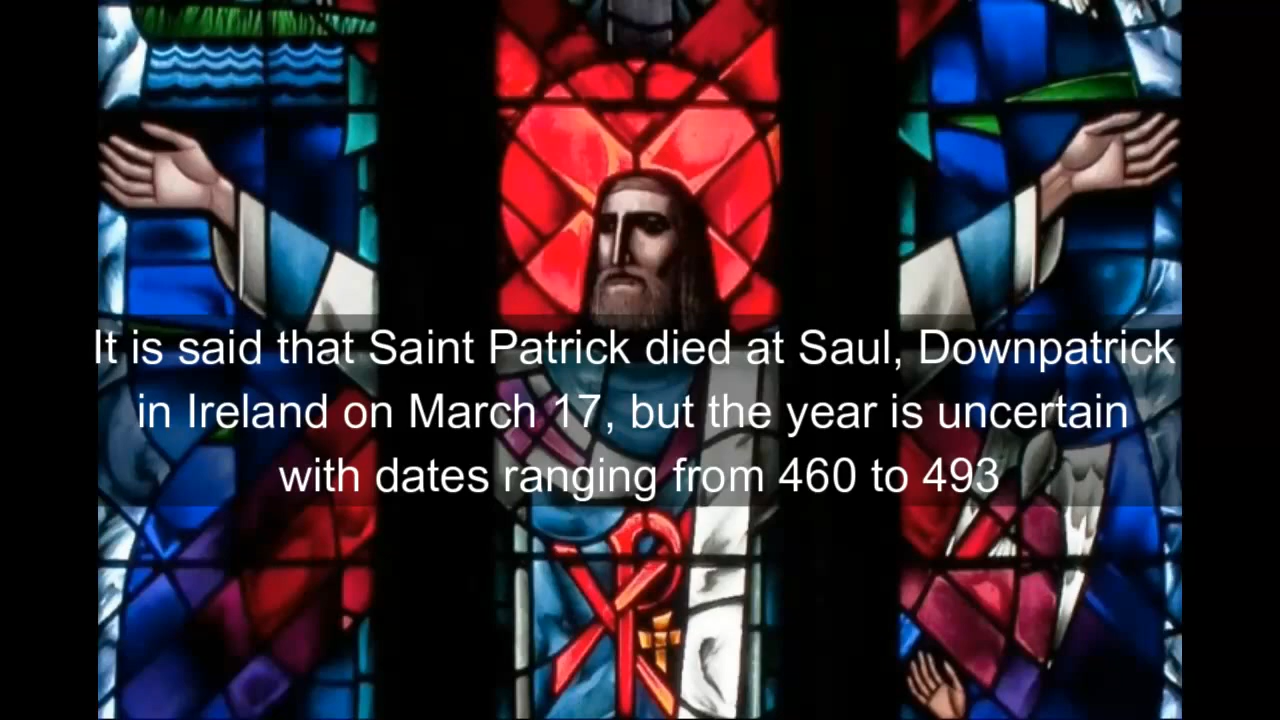 It is said that Saint Patrick died at Saul, Downpatrick
in Ireland on March 17, but the year is uncertain
with dates ranging from 460 to 493